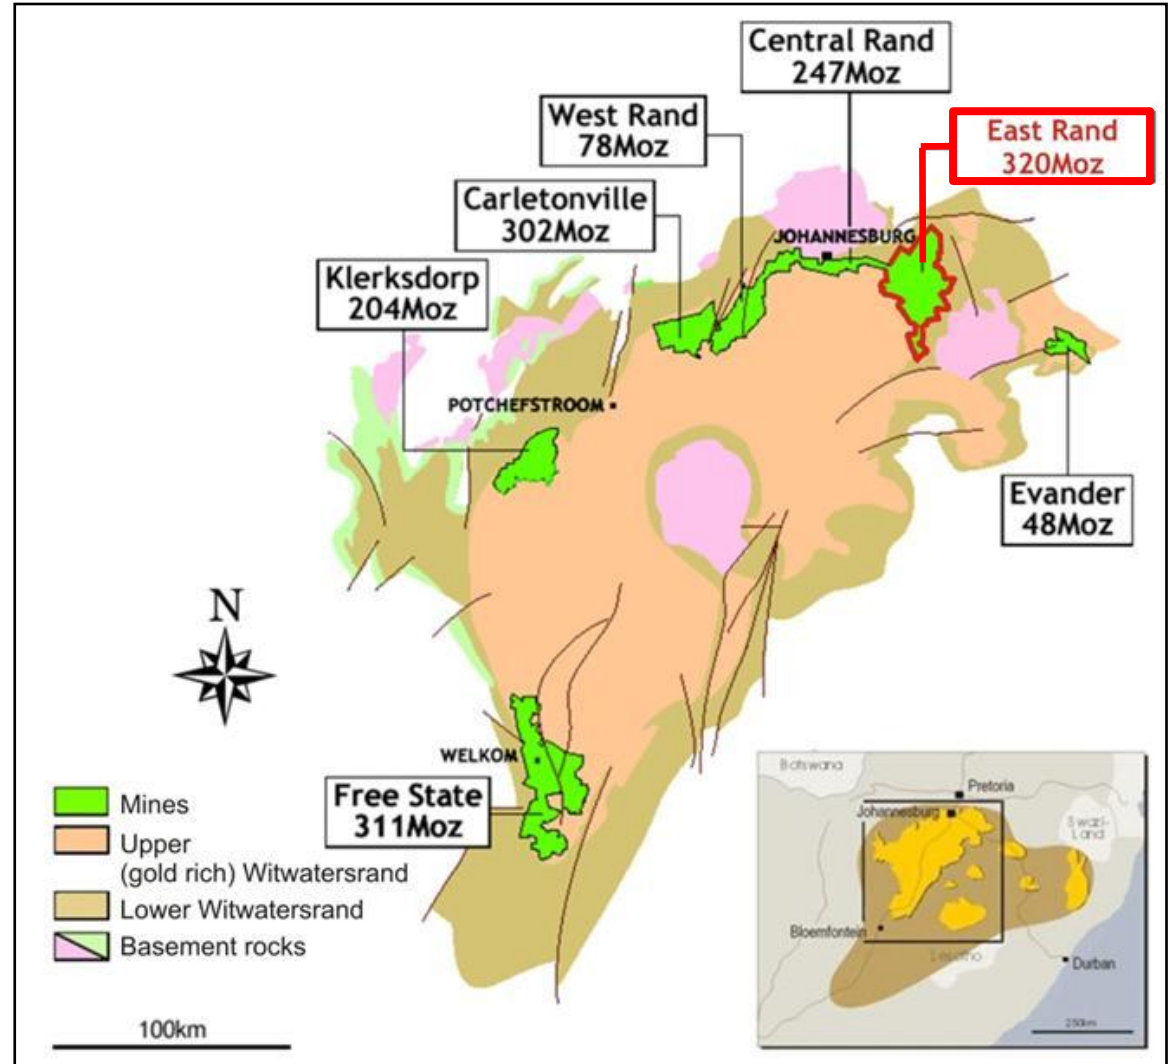 Central Rand
247Moz
West Rand
78Moz
East Rand
320Moz
Carletonville
302Moz
JOHANNESBURG
Klerksdorp
204Moz
POTCHEFSTROOM
Evander
48Moz
N
WELKOM
Free State
311Moz
Mines
Upper
(gold rich) Witwatersrand
Lower Witwatersrand
Basement rocks
100km
Botswana
Pretoria
Johannesburg
Swazi-
Land
Bloemfontein
Lesotho
Durban
250km